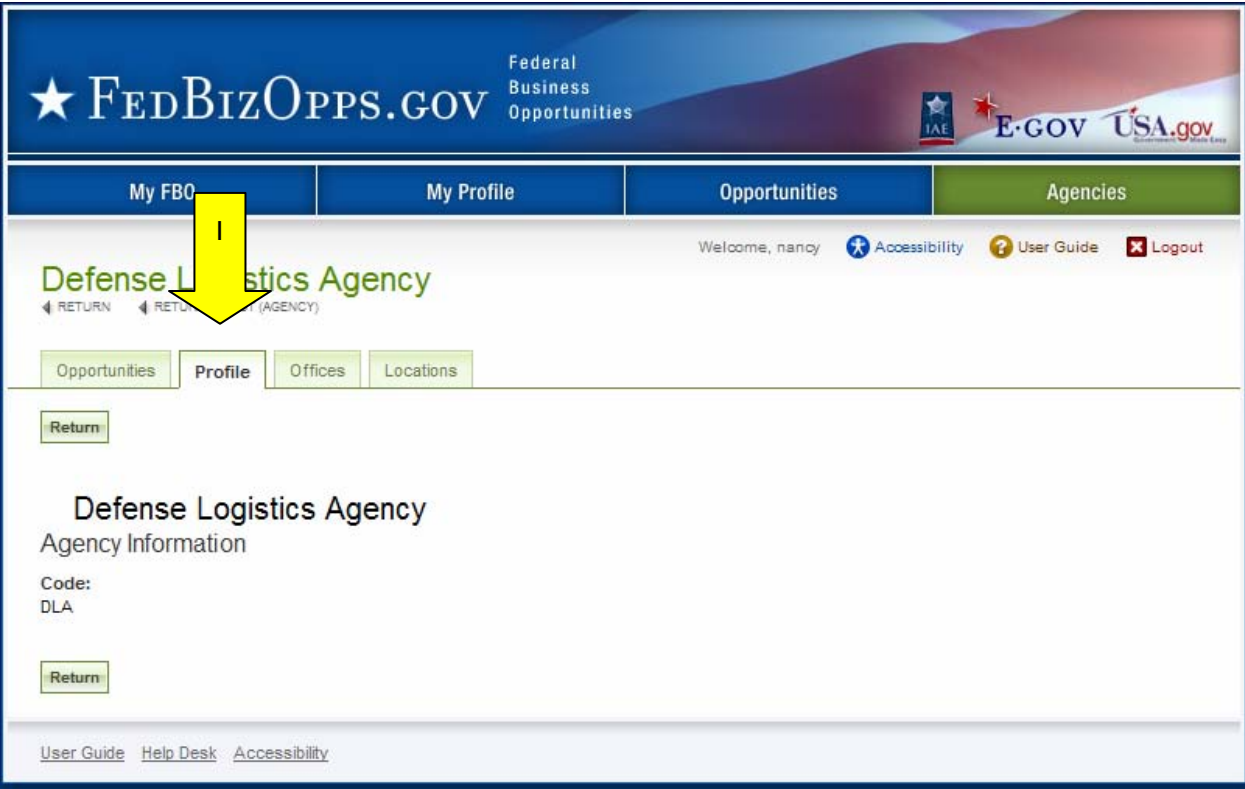 ★ FEDBIZOPPS.GOV
Federal
Business
Opportunities
IAE
E·GOV
USA.gov
My FBO
My Profile
Opportunities
Agencies
I
Welcome, nancy
Accessibility
User Guide
Logout
Defense Logistics Agency
RETURN
(AGENCY)
Opportunities
Profile
Offices
Locations
Return
Defense Logistics Agency
Agency Information
Code:
DLA
Return
User Guide Help Desk Accessibility